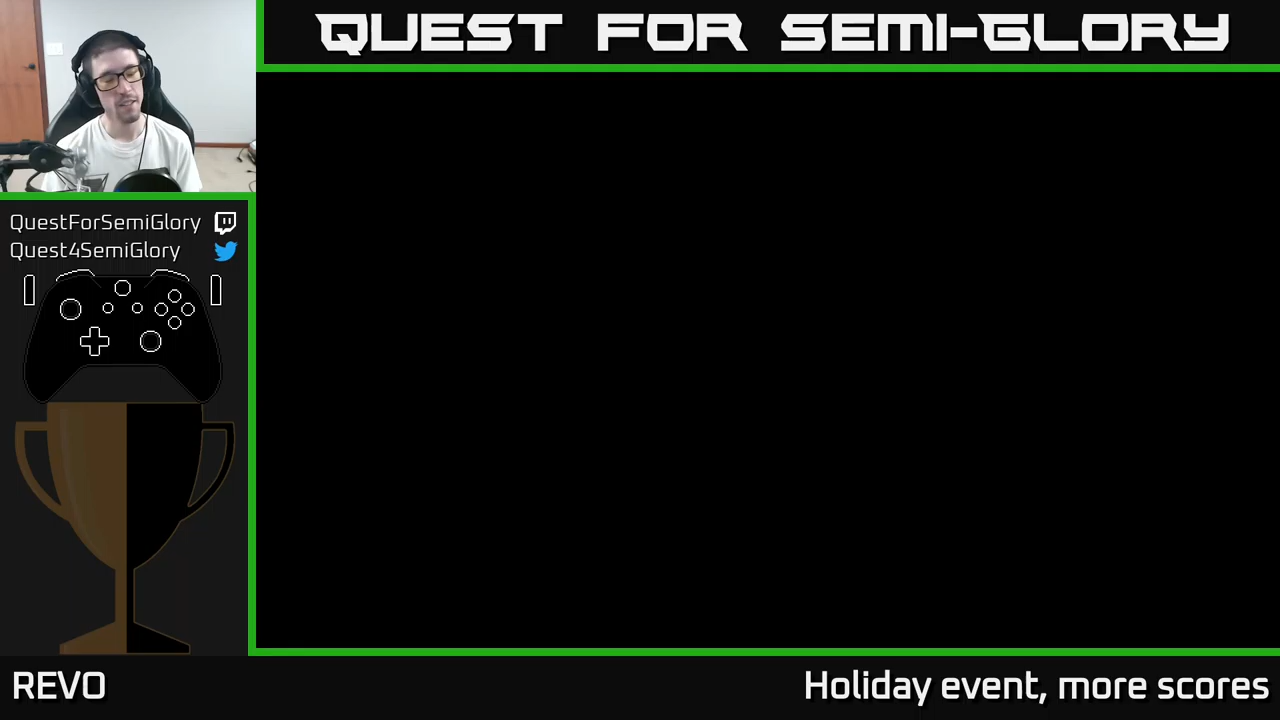 QUEST FOR SEMI-GLORY
QuestForSemiGlory
Quest4SemiGlory
REVO
Holiday event, more scores